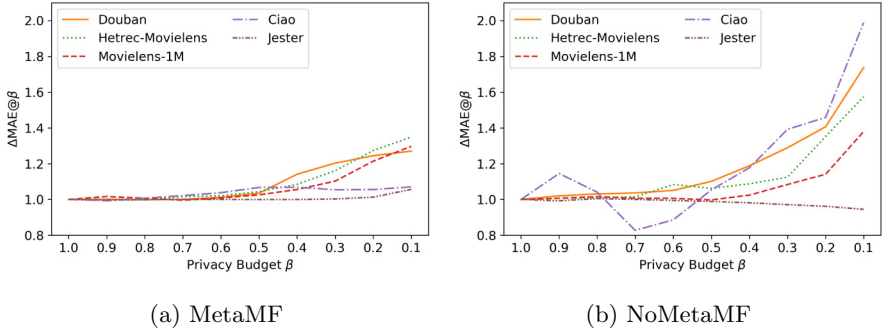 2.0
1.8
1.6
1.4
1.2
1.0
0.8
ΔMAE@β
Douban
Hetrec-Movielens
Movielens-1M
Ciao
Jester
1.0 0.9 0.8 0.7 0.6 0.5 0.4 0.3 0.2 0.1
Privacy Budget β
(a) MetaMF
2.0
1.8
1.6
1.4
1.2
1.0
0.8
ΔMAE@β
Douban
Hetrec-Movielens
Movielens-1M
Ciao
Jester
1.0 0.9 0.8 0.7 0.6 0.5 0.4 0.3 0.2 0.1
Privacy Budget β
(b) NoMetaMF